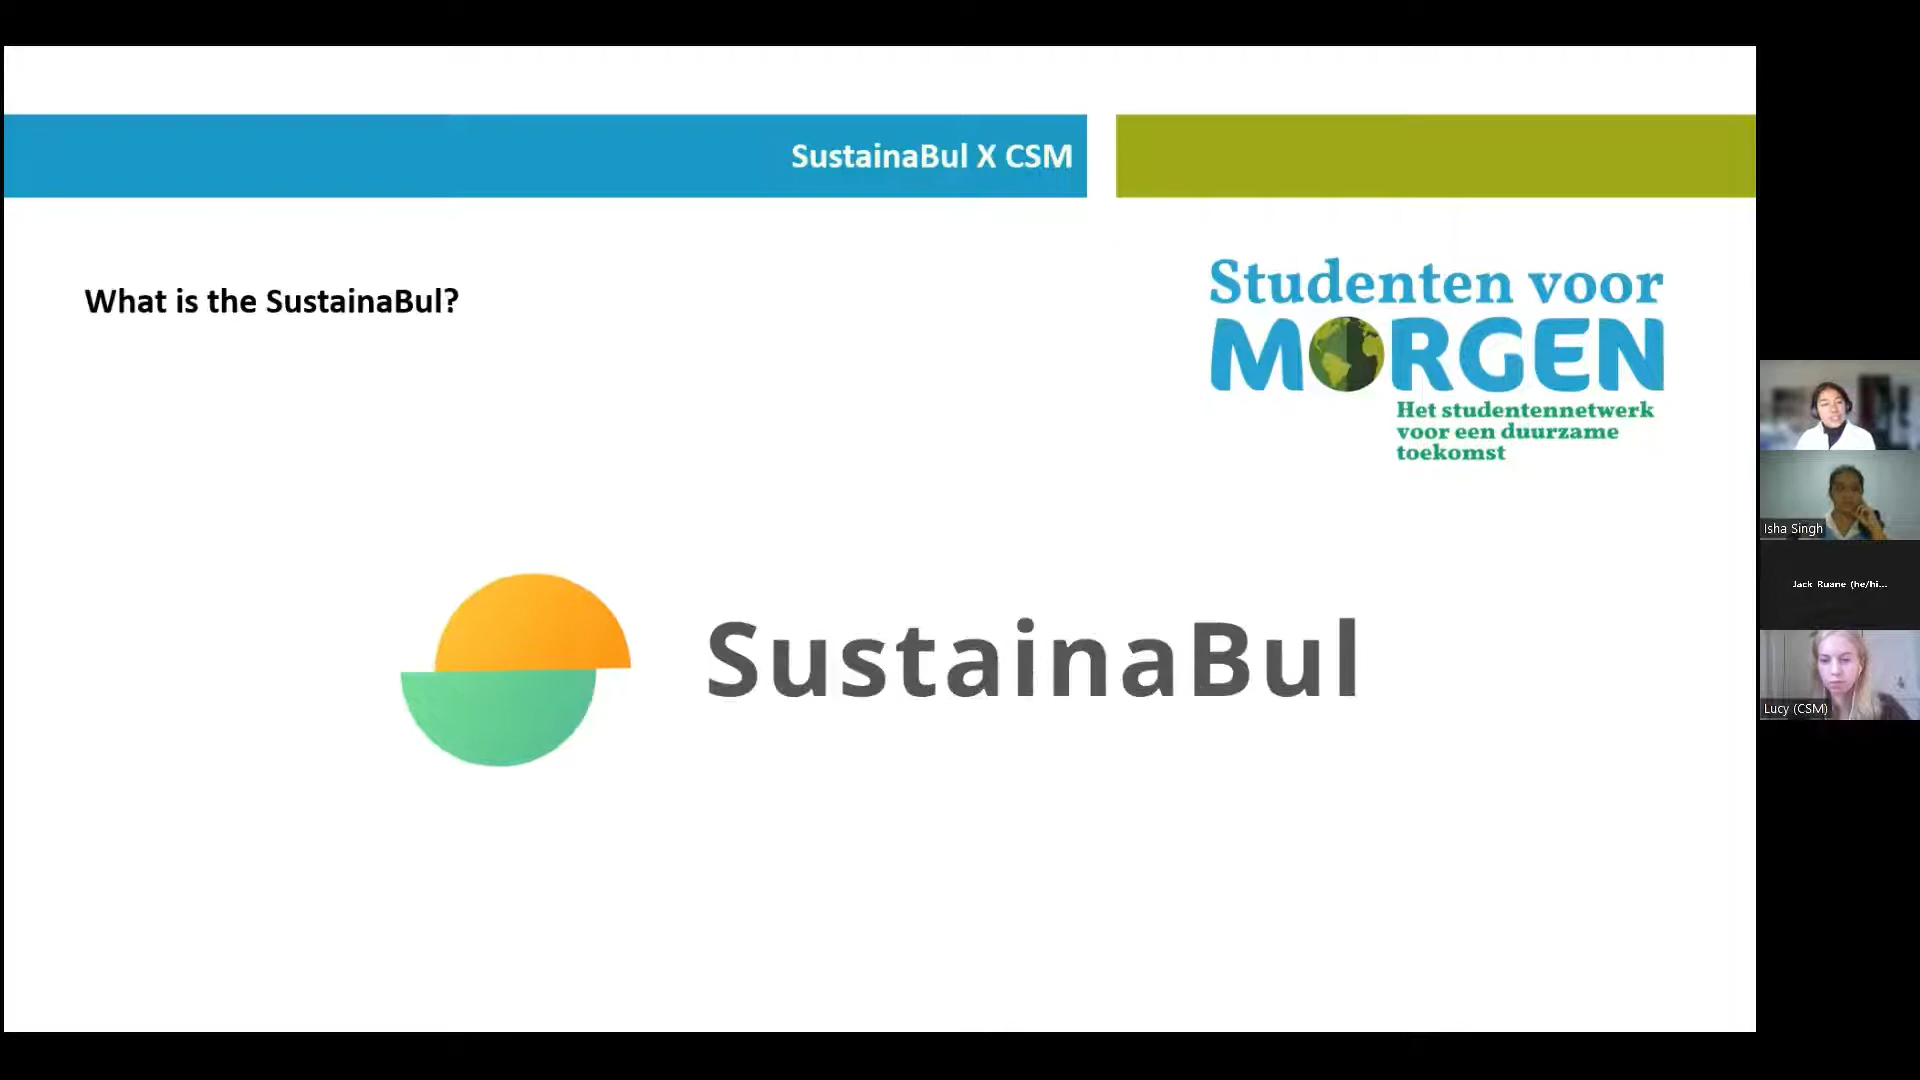 SustainaBul X CSM
What is the SustainaBul?
Studenten voor
MORGEN
Het studentennetwerk
voor een duurzame
toekomst
SustainaBul
Isha Singh
Jack Ruane (he/hi...
Lucy (CSM)